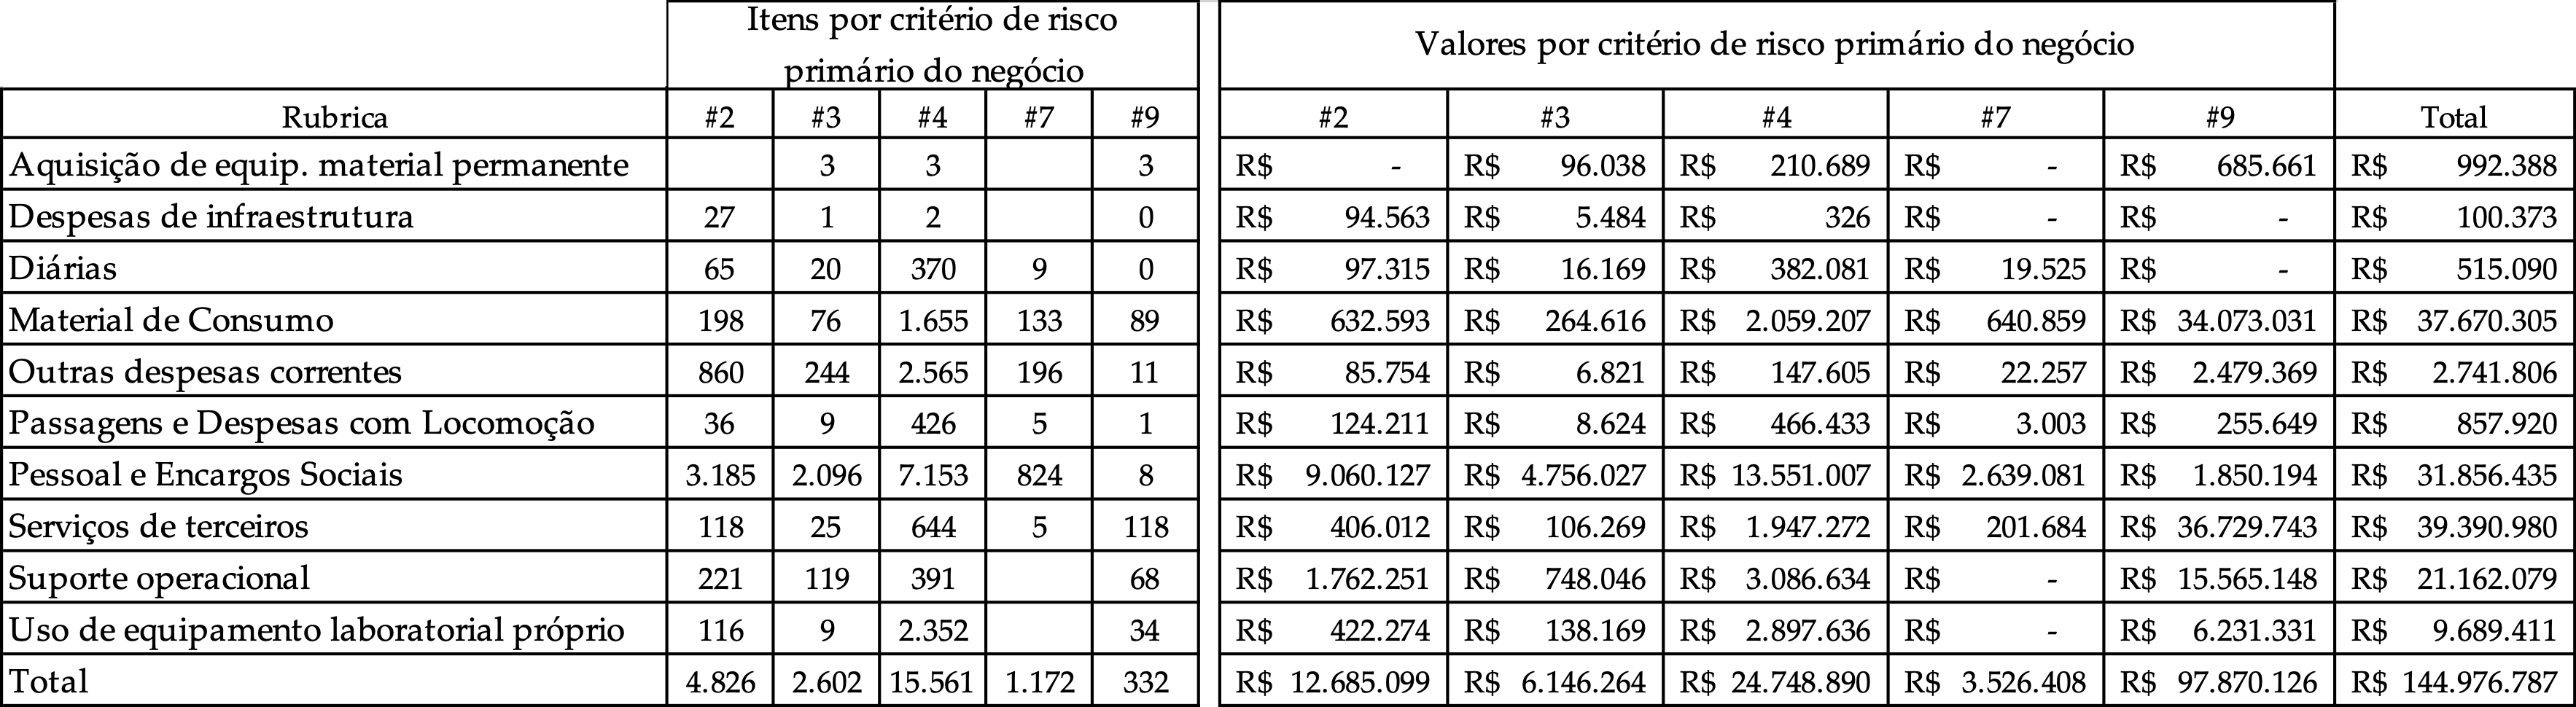 Itens por critério de risco
primário do negócio
Valores por critério de risco primário do negócio
Rubrica #2 #3 #4 #7 #9 #2 #3 #4 #7 #9 Total
Aquisição de equip. material permanente 3 3 3 R$ - R$ 96.038 R$ 210.689 R$ - R$ 685.661 R$ 992.388
Despesas de infraestrutura 27 1 2 0 R$ 94.563 R$ 5.484 R$ 326 R$ - R$ - R$ 100.373
Diárias 65 20 370 9 0 R$ 97.315 R$ 16.169 R$ 382.081 R$ 19.525 R$ - R$ 515.090
Material de Consumo 198 76 1.655 133 89 R$ 632.593 R$ 264.616 R$ 2.059.207 R$ 640.859 R$ 34.073.031 R$ 37.670.305
Outras despesas correntes 860 244 2.565 196 11 R$ 85.754 R$ 6.821 R$ 147.605 R$ 22.257 R$ 2.479.369 R$ 2.741.806
Passagens e Despesas com Locomoção 36 9 426 5 1 R$ 124.211 R$ 8.624 R$ 466.433 R$ 3.003 R$ 255.649 R$ 857.920
Pessoal e Encargos Sociais 3.185 2.096 7.153 824 8 R$ 9.060.127 R$ 4.756.027 R$ 13.551.007 R$ 2.639.081 R$ 1.850.194 R$ 31.856.435
Serviços de terceiros 118 25 644 5 118 R$ 406.012 R$ 106.269 R$ 1.947.272 R$ 201.684 R$ 36.729.743 R$ 39.390.980
Suporte operacional 221 119 391 68 R$ 1.762.251 R$ 748.046 R$ 3.086.634 R$ - R$ 15.565.148 R$ 21.162.079
Uso de equipamento laboratorial próprio 116 9 2.352 34 R$ 422.274 R$ 138.169 R$ 2.897.636 R$ - R$ 6.231.331 R$ 9.689.411
Total 4.826 2.602 15.561 1.172 332 R$ 12.685.099 R$ 6.146.264 R$ 24.748.890 R$ 3.526.408 R$ 97.870.126 R$ 144.976.787